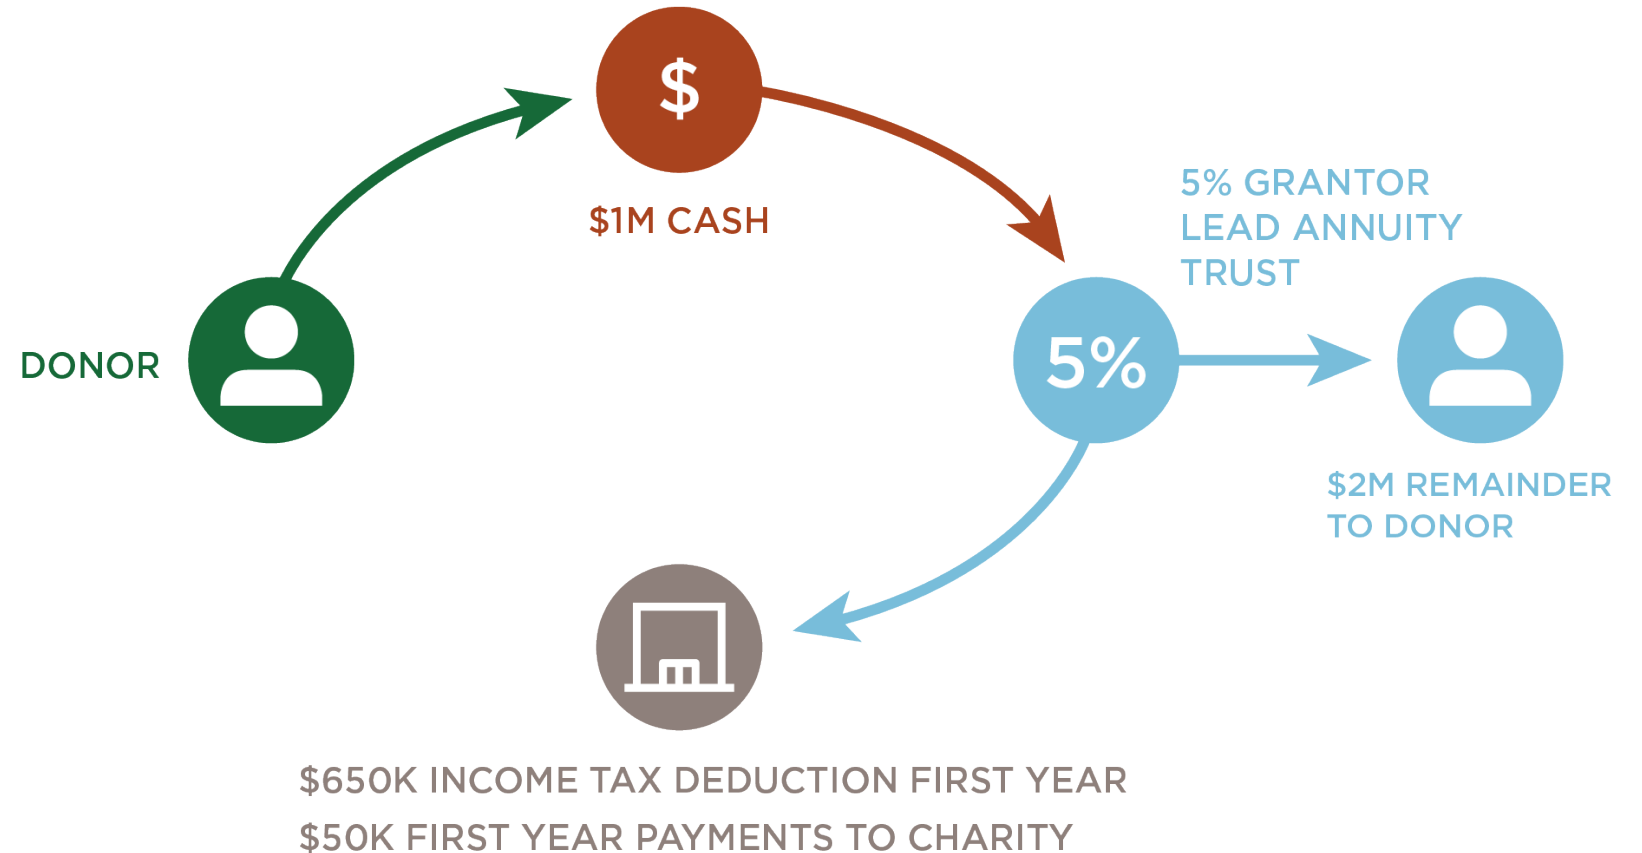 $
$1M CASH
5% GRANTOR
LEAD ANNUITY
TRUST
DONOR
5%
$2M REMAINDER
TO DONOR
$650K INCOME TAX DEDUCTION FIRST YEAR
$50K FIRST YEAR PAYMENTS TO CHARITY